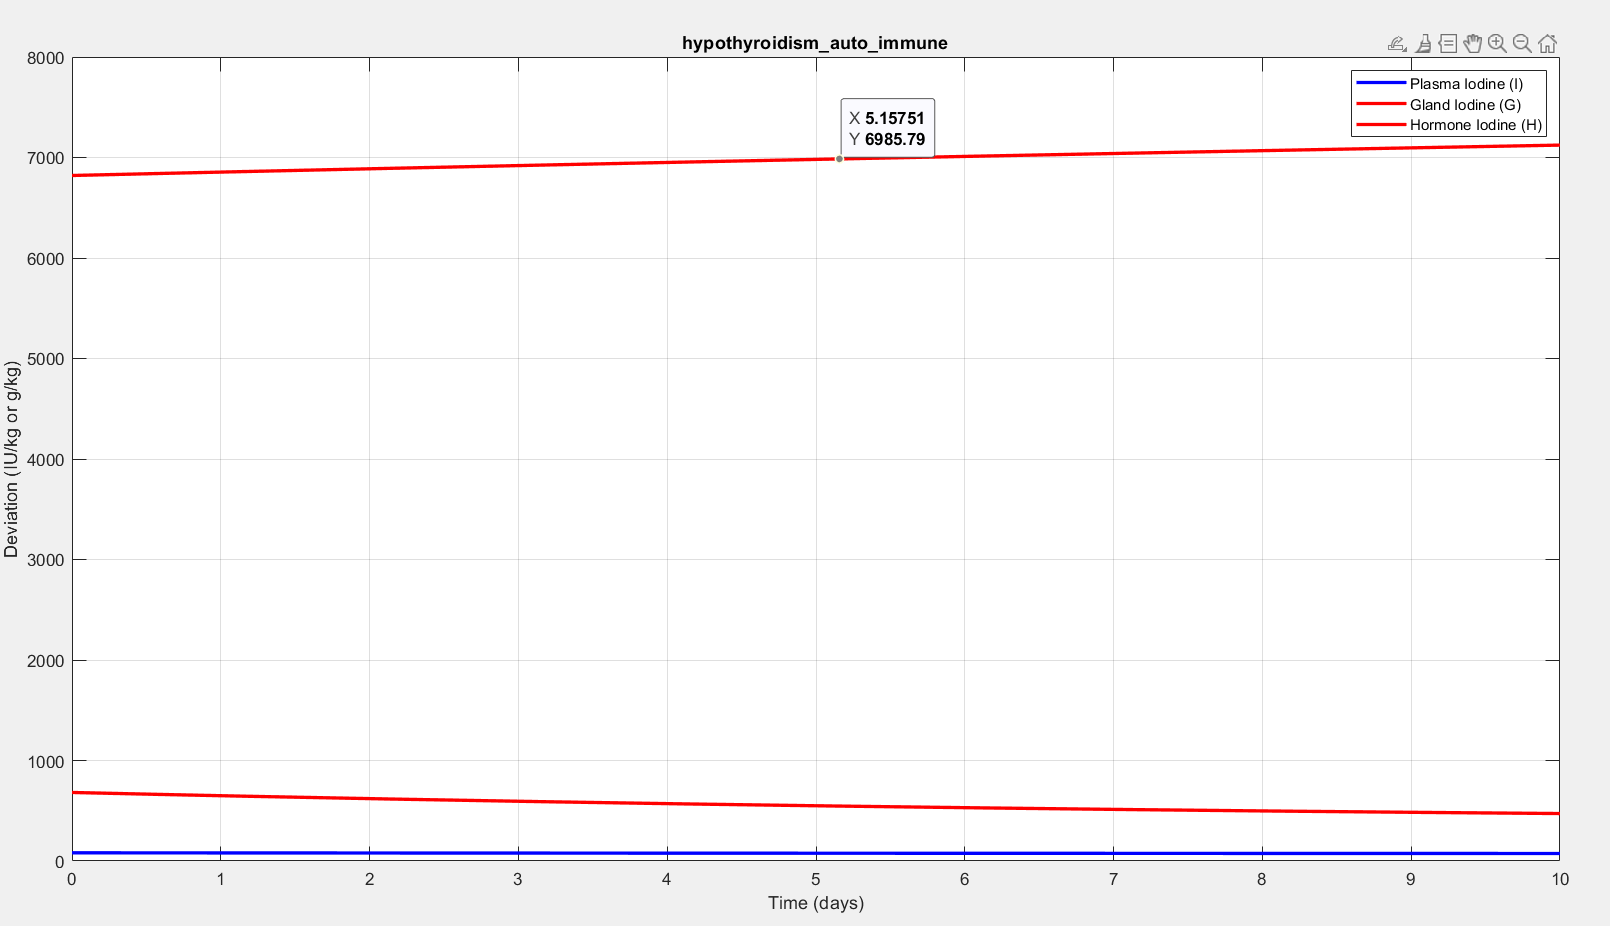 hypothyroidism_auto_immune
Plasma Iodine (I)
Gland Iodine (G)
Hormone Iodine (H)
X 5.15751
Y 6985.79
8000
7000
6000
5000
4000
3000
2000
1000
0
Deviation (IU/kg or g/kg)
0 1 2 3 4 5 6 7 8 9 10
Time (days)